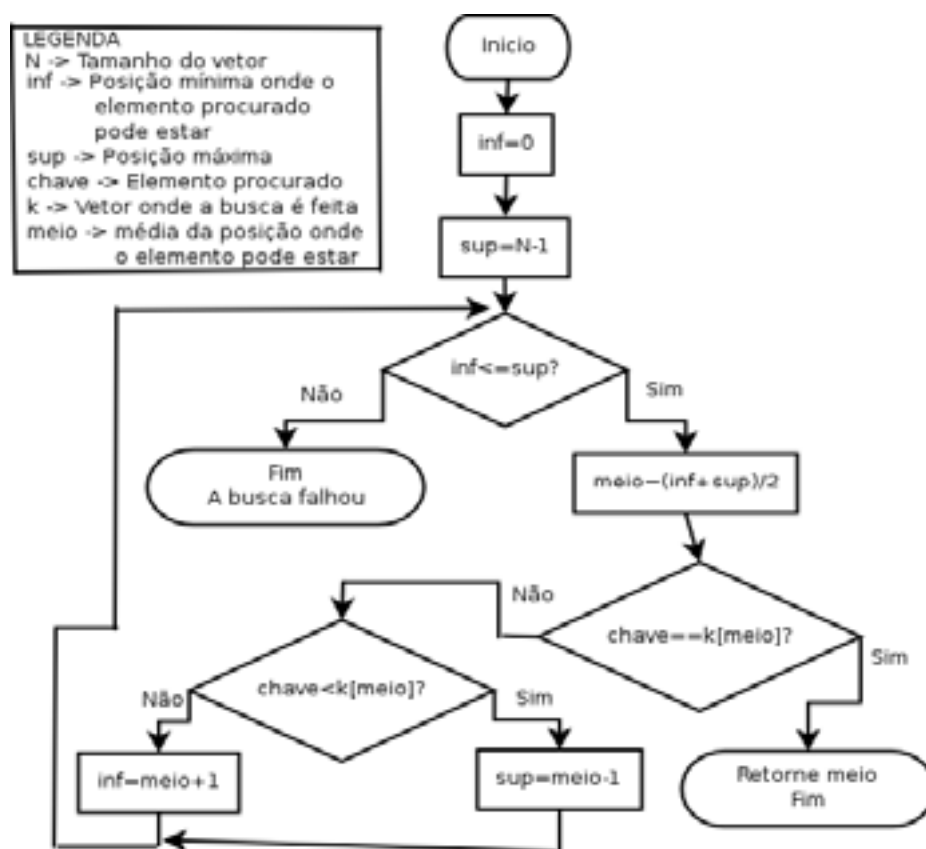 LEGENDA
N -> Tamanho do vetor
inf -> Posição mínima onde o
elemento procurado
pode estar
sup -> Posição máxima
chave -> Elemento procurado
k -> Vetor onde a busca é feita
meio -> média da posição onde
o elemento pode estar
Inicio
inf=0
sup=N-1
inf<=sup?
Não
Sim
Fim
A busca falhou
meio=(inf+sup)/2
chave==k[meio]?
Não
Sim
chave<k[meio]?
Não
Sim
inf=meio+1
sup=meio-1
Retorne meio
Fim